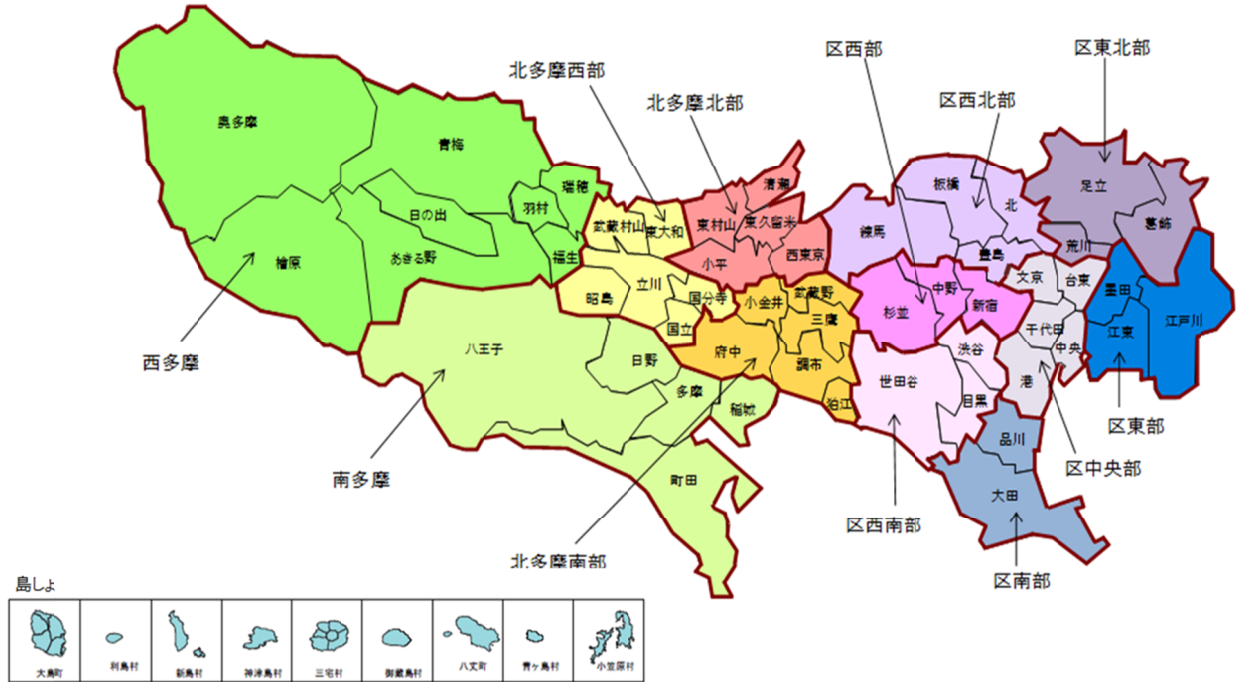 区西部
区東北部
北多摩西部
区西北部
北多摩北部
奥多摩
青梅
瑞穂
羽村
日の出
福生
あきる野
檜原
西多摩
武蔵村山
東大和
昭島
立川
国分寺
国立
清瀬
東村山
東久留米
小平
西東京
小金井
武蔵野
三鷹
府中
調布
狛江
八王子
日野
多摩
稲城
町田
南多摩
北多摩南部
板橋
北
練馬
豊島
中野
杉並
新宿
渋谷
世田谷
目黒
区西南部
足立
葛飾
荒川
文京
台東
千代田
中央
港
区中央部
墨田
江東
江戸川
区東部
品川
大田
区南部
島しょ
大島町
利島村
新島村
神津島村
三宅村
御蔵島村
八丈町
青ヶ島村
小笠原村